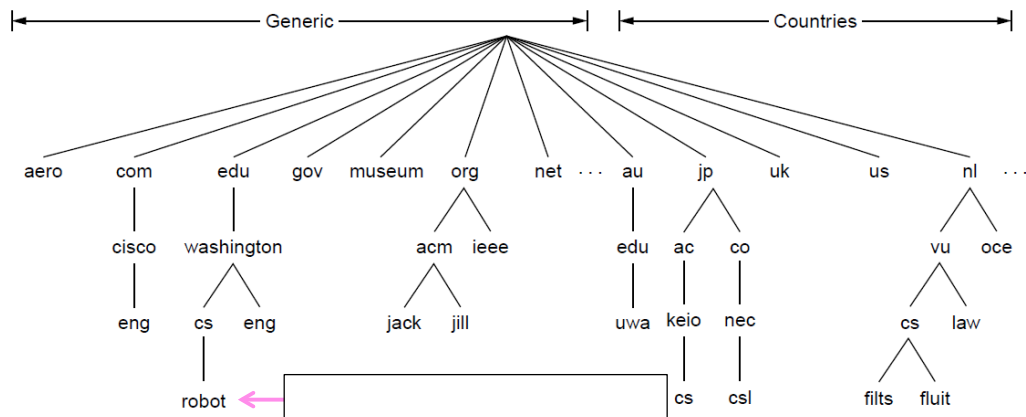 Generic Countries
aero com edu gov museum org net ... au jp uk us nl ...
cisco washington acm ieee edu ac co vu oce
eng cs eng jack jill uwa keio nec cs law
robot cs csl filts fluit